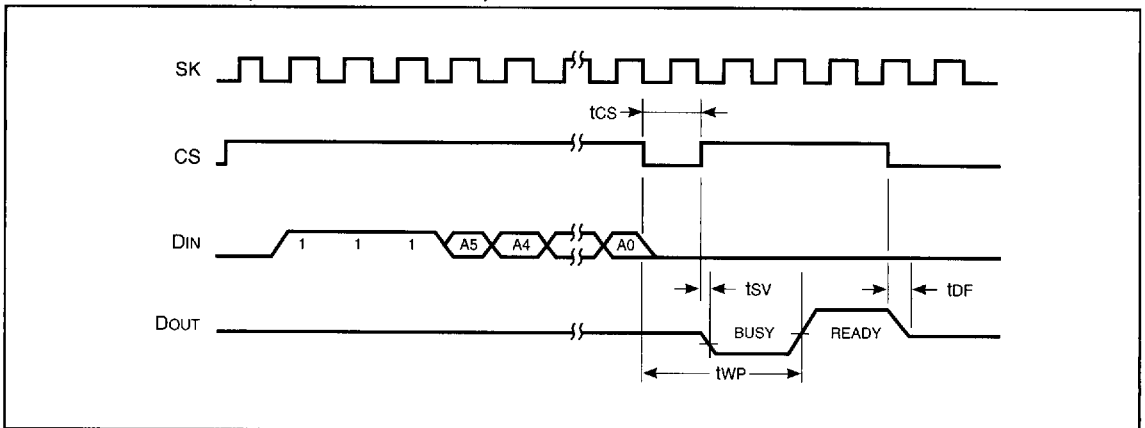 SK
tCS
CS
DIN
1 1 1 A5 A4 A0
tSV
tDF
DOUT
BUSY
READY
tWP